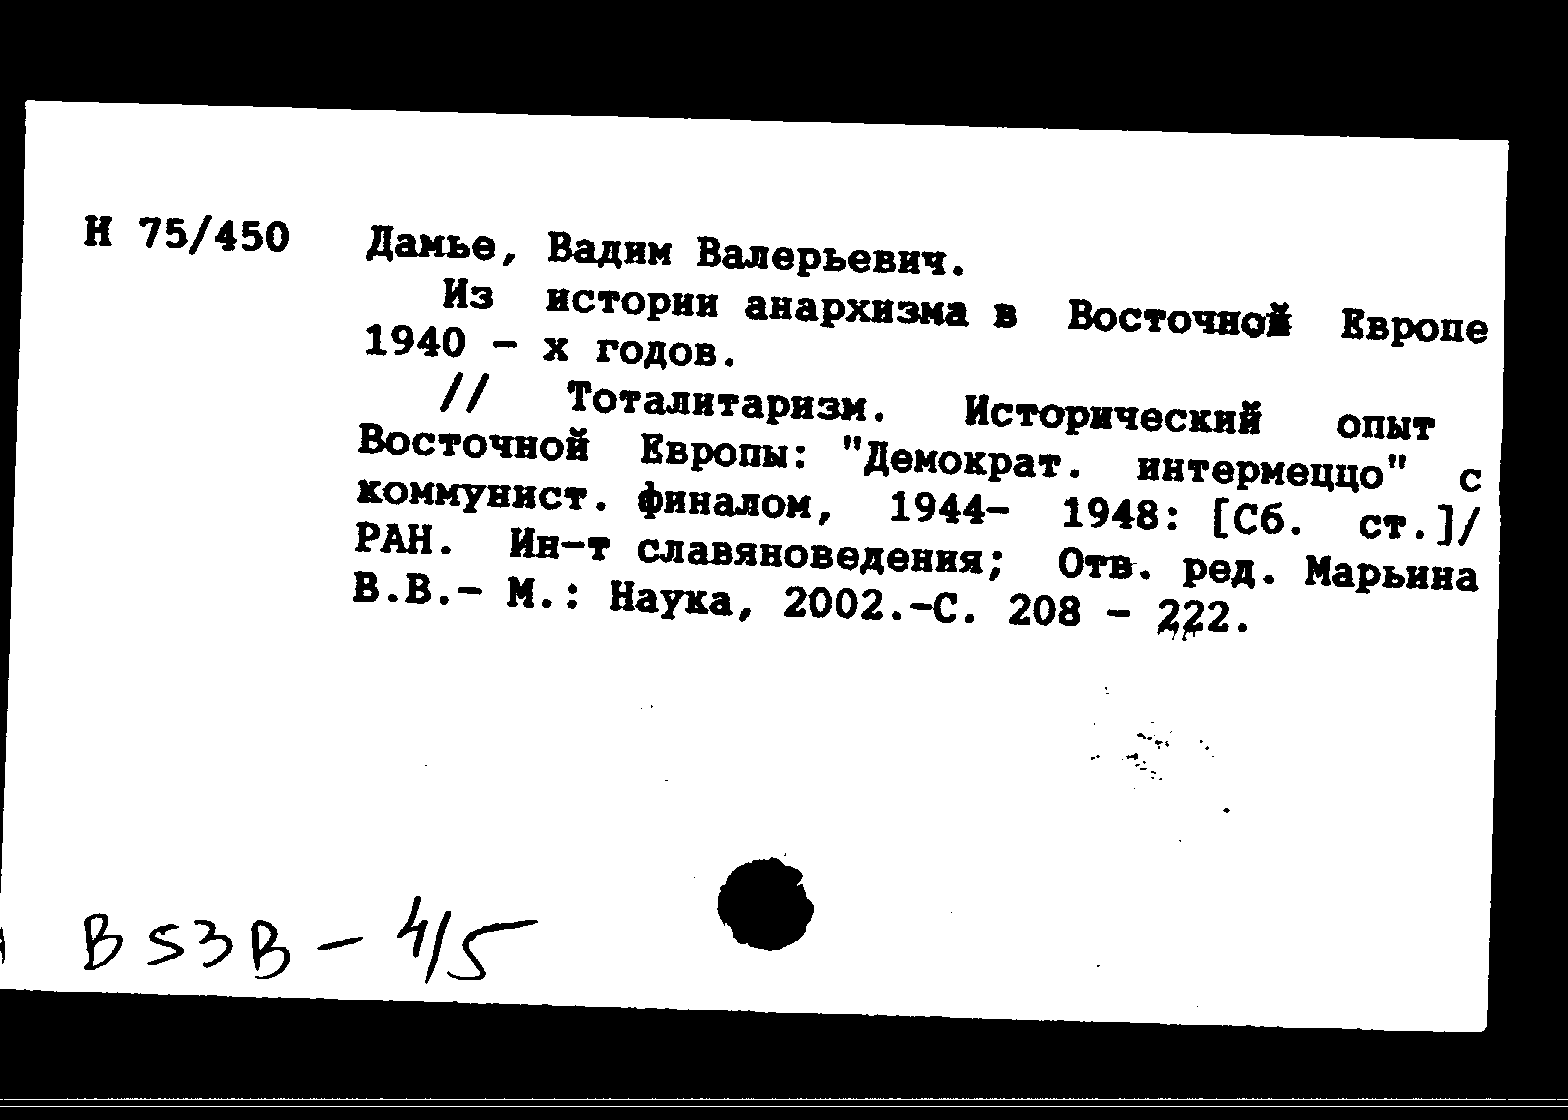 Н 75/450 Дамье, Вадим Валерьевич.
Из истории анархизма в Восточной Европе
1940 - х годов.
// Тоталитаризм. Исторический опыт
Восточной Европы: "Демократ. интермеццо" с
коммунист. финалом, 1944- 1948: [Сб. ст.]/
РАН. Ин-т славяноведения; Отв. ред. Марьина
В.В.- М.: Наука, 2002.-С. 208 - 222.
В S3В - 4/5